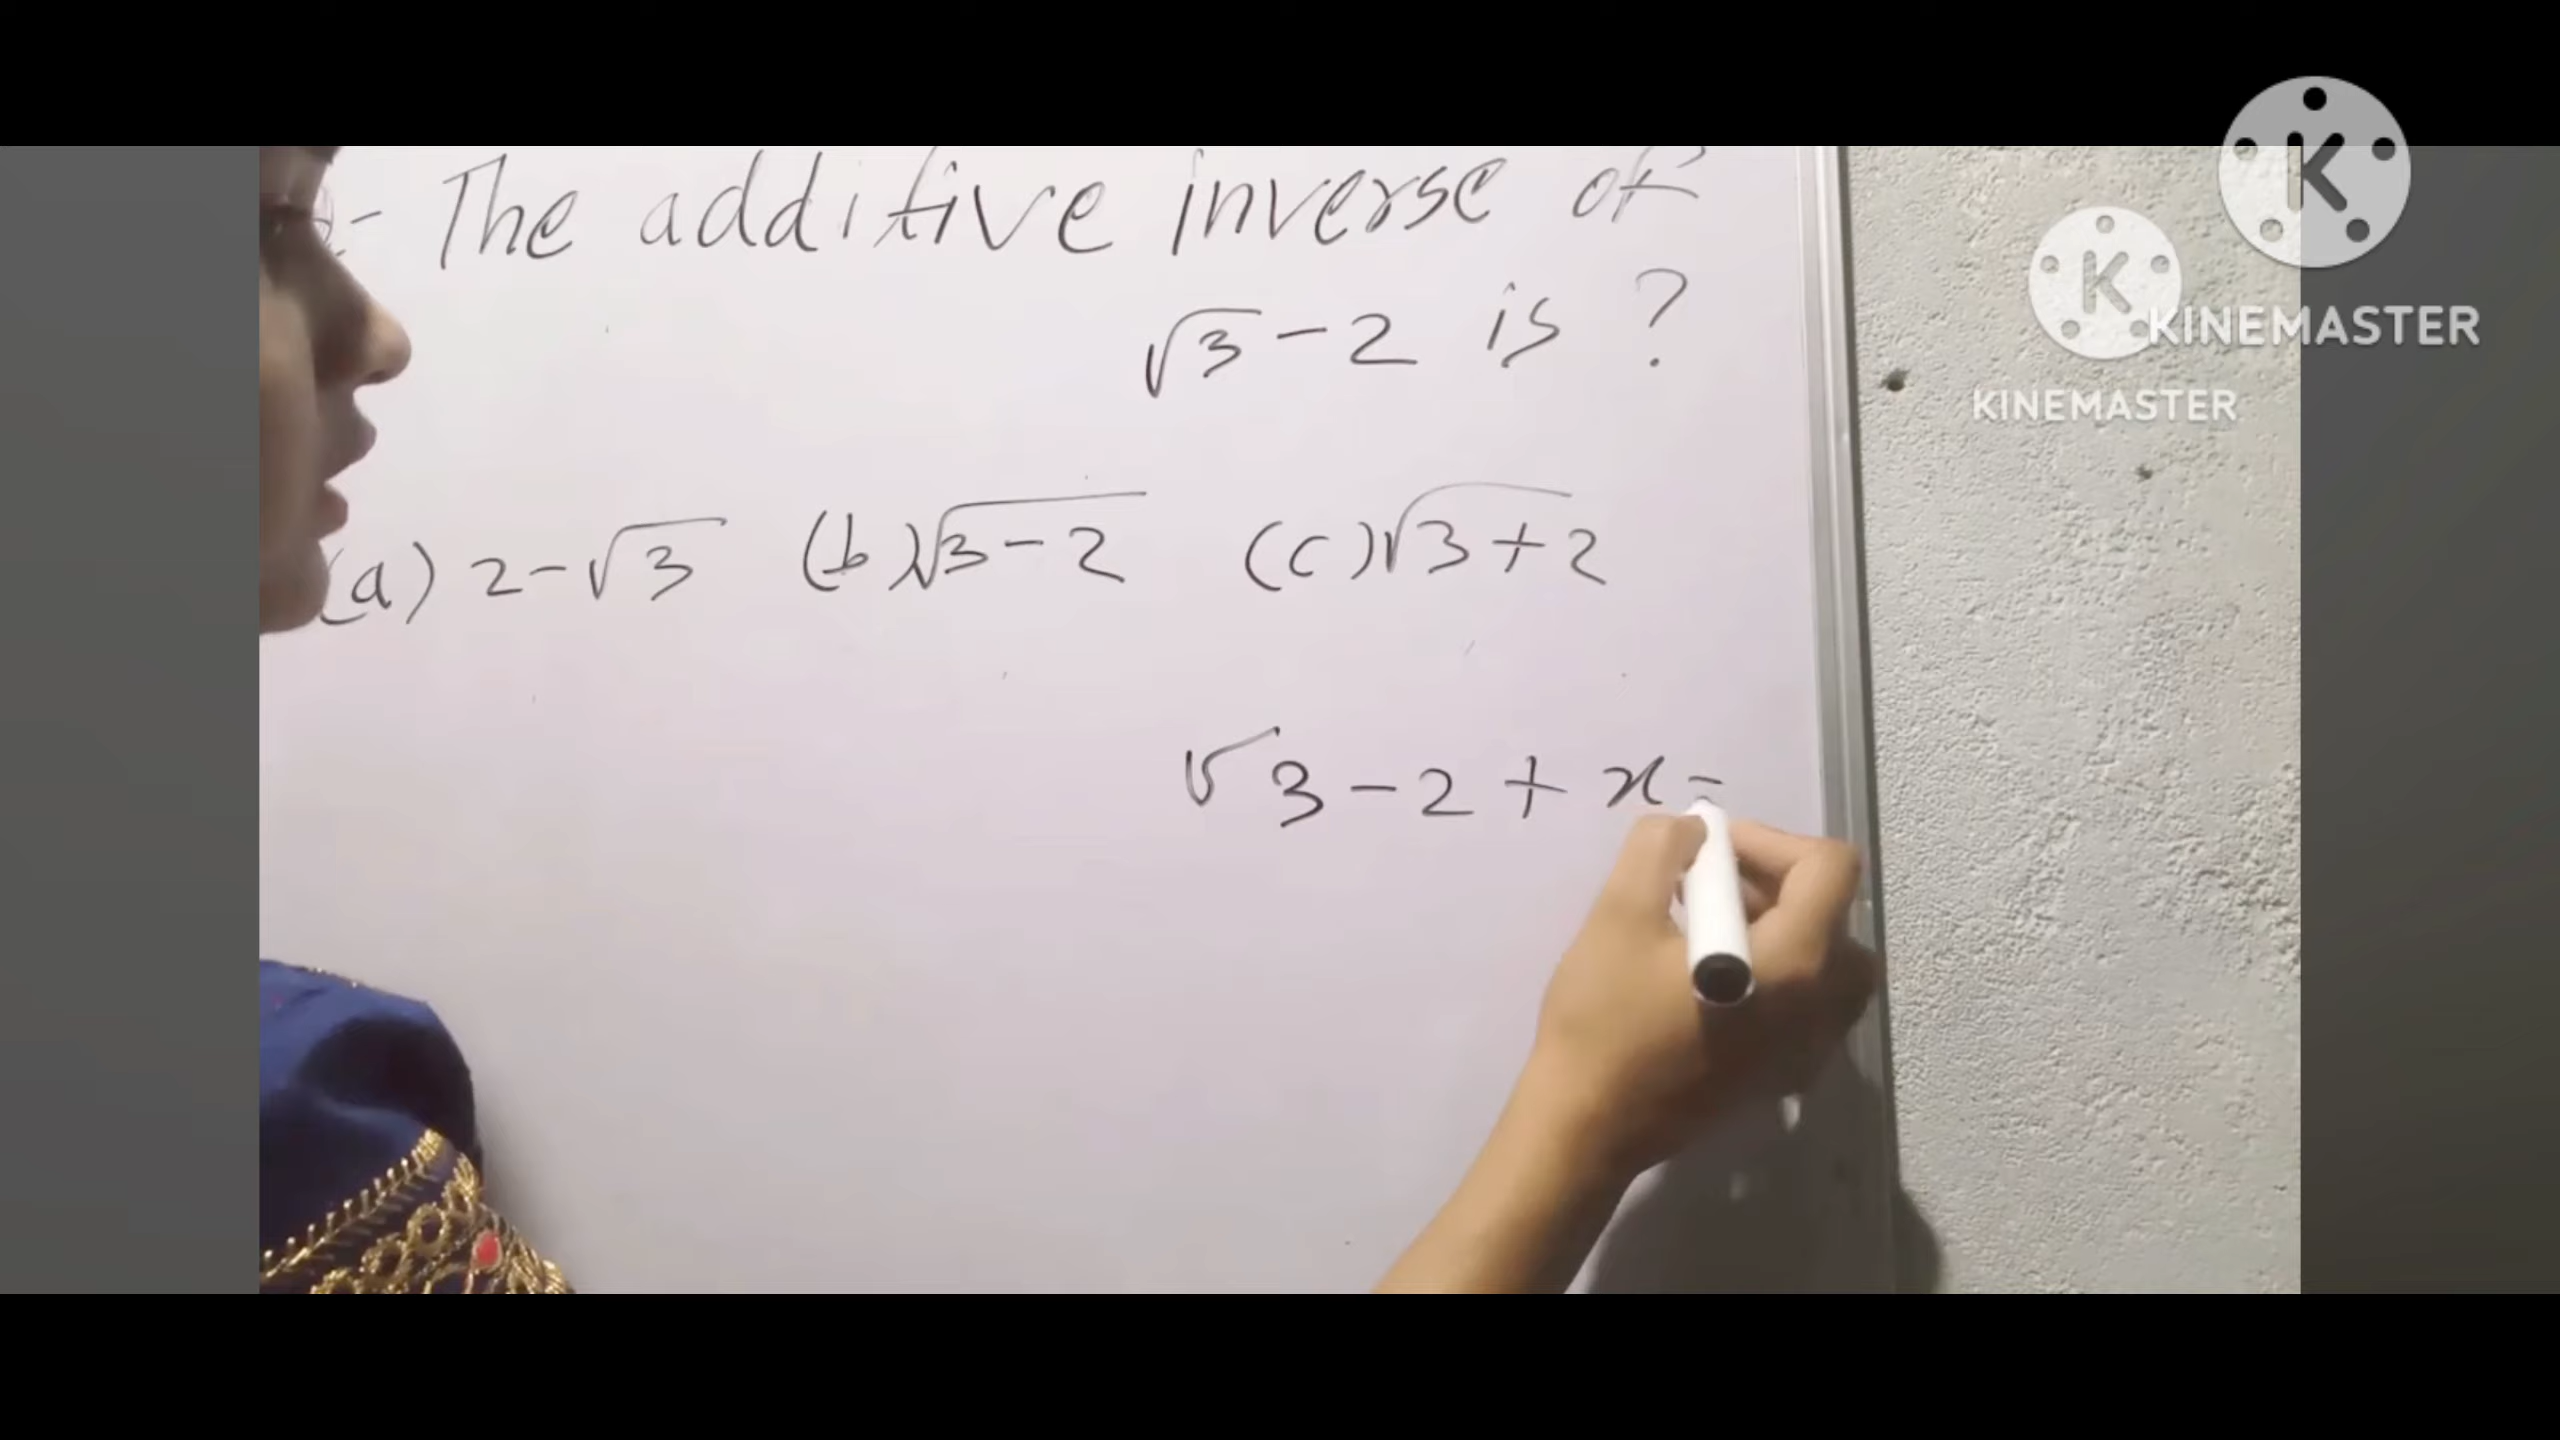 The additive inverse of
√3 - 2 is ?
(a) 2-√3 (b) √3-2 (c) √3+2
√3 - 2 + x =
KINEMASTER
KINEMASTER